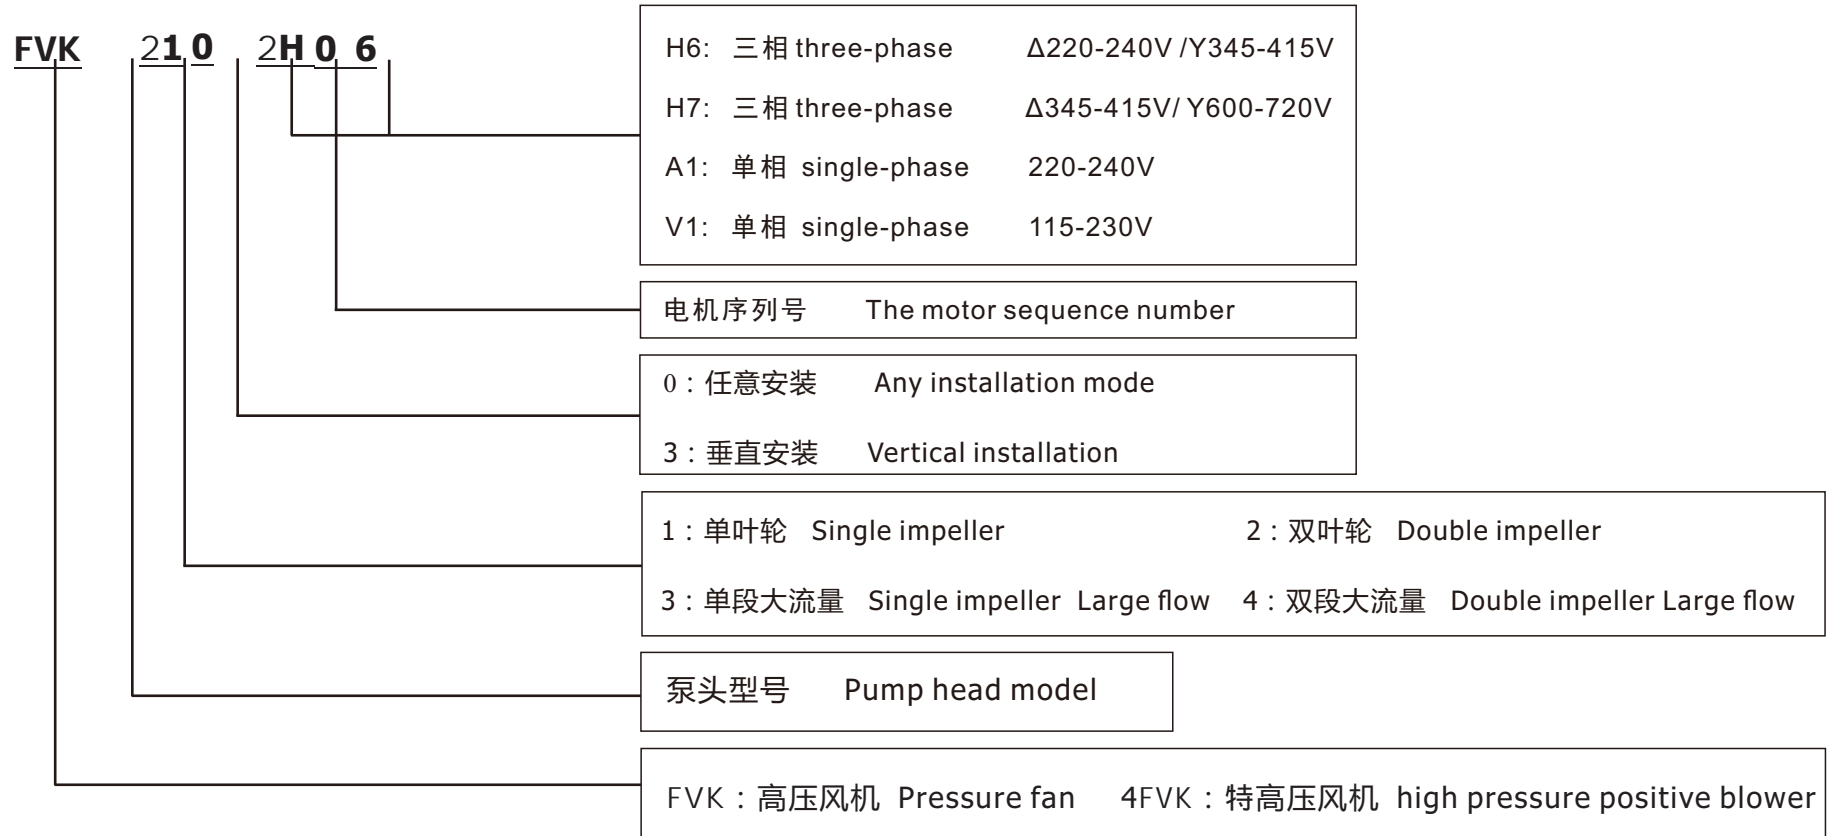 FVK 210 2H06
H6: 三相 three-phase Δ220-240V /Y345-415V
H7: 三相 three-phase Δ345-415V/ Y600-720V
A1: 单相 single-phase 220-240V
V1: 单相 single-phase 115-230V
电机序列号 The motor sequence number
0：任意安装 Any installation mode
3：垂直安装 Vertical installation
1：单叶轮 Single impeller 2：双叶轮 Double impeller
3：单段大流量 Single impeller Large flow 4：双段大流量 Double impeller Large flow
泵头型号 Pump head model
FVK：高压风机 Pressure fan 4FVK：特高压风机 high pressure positive blower